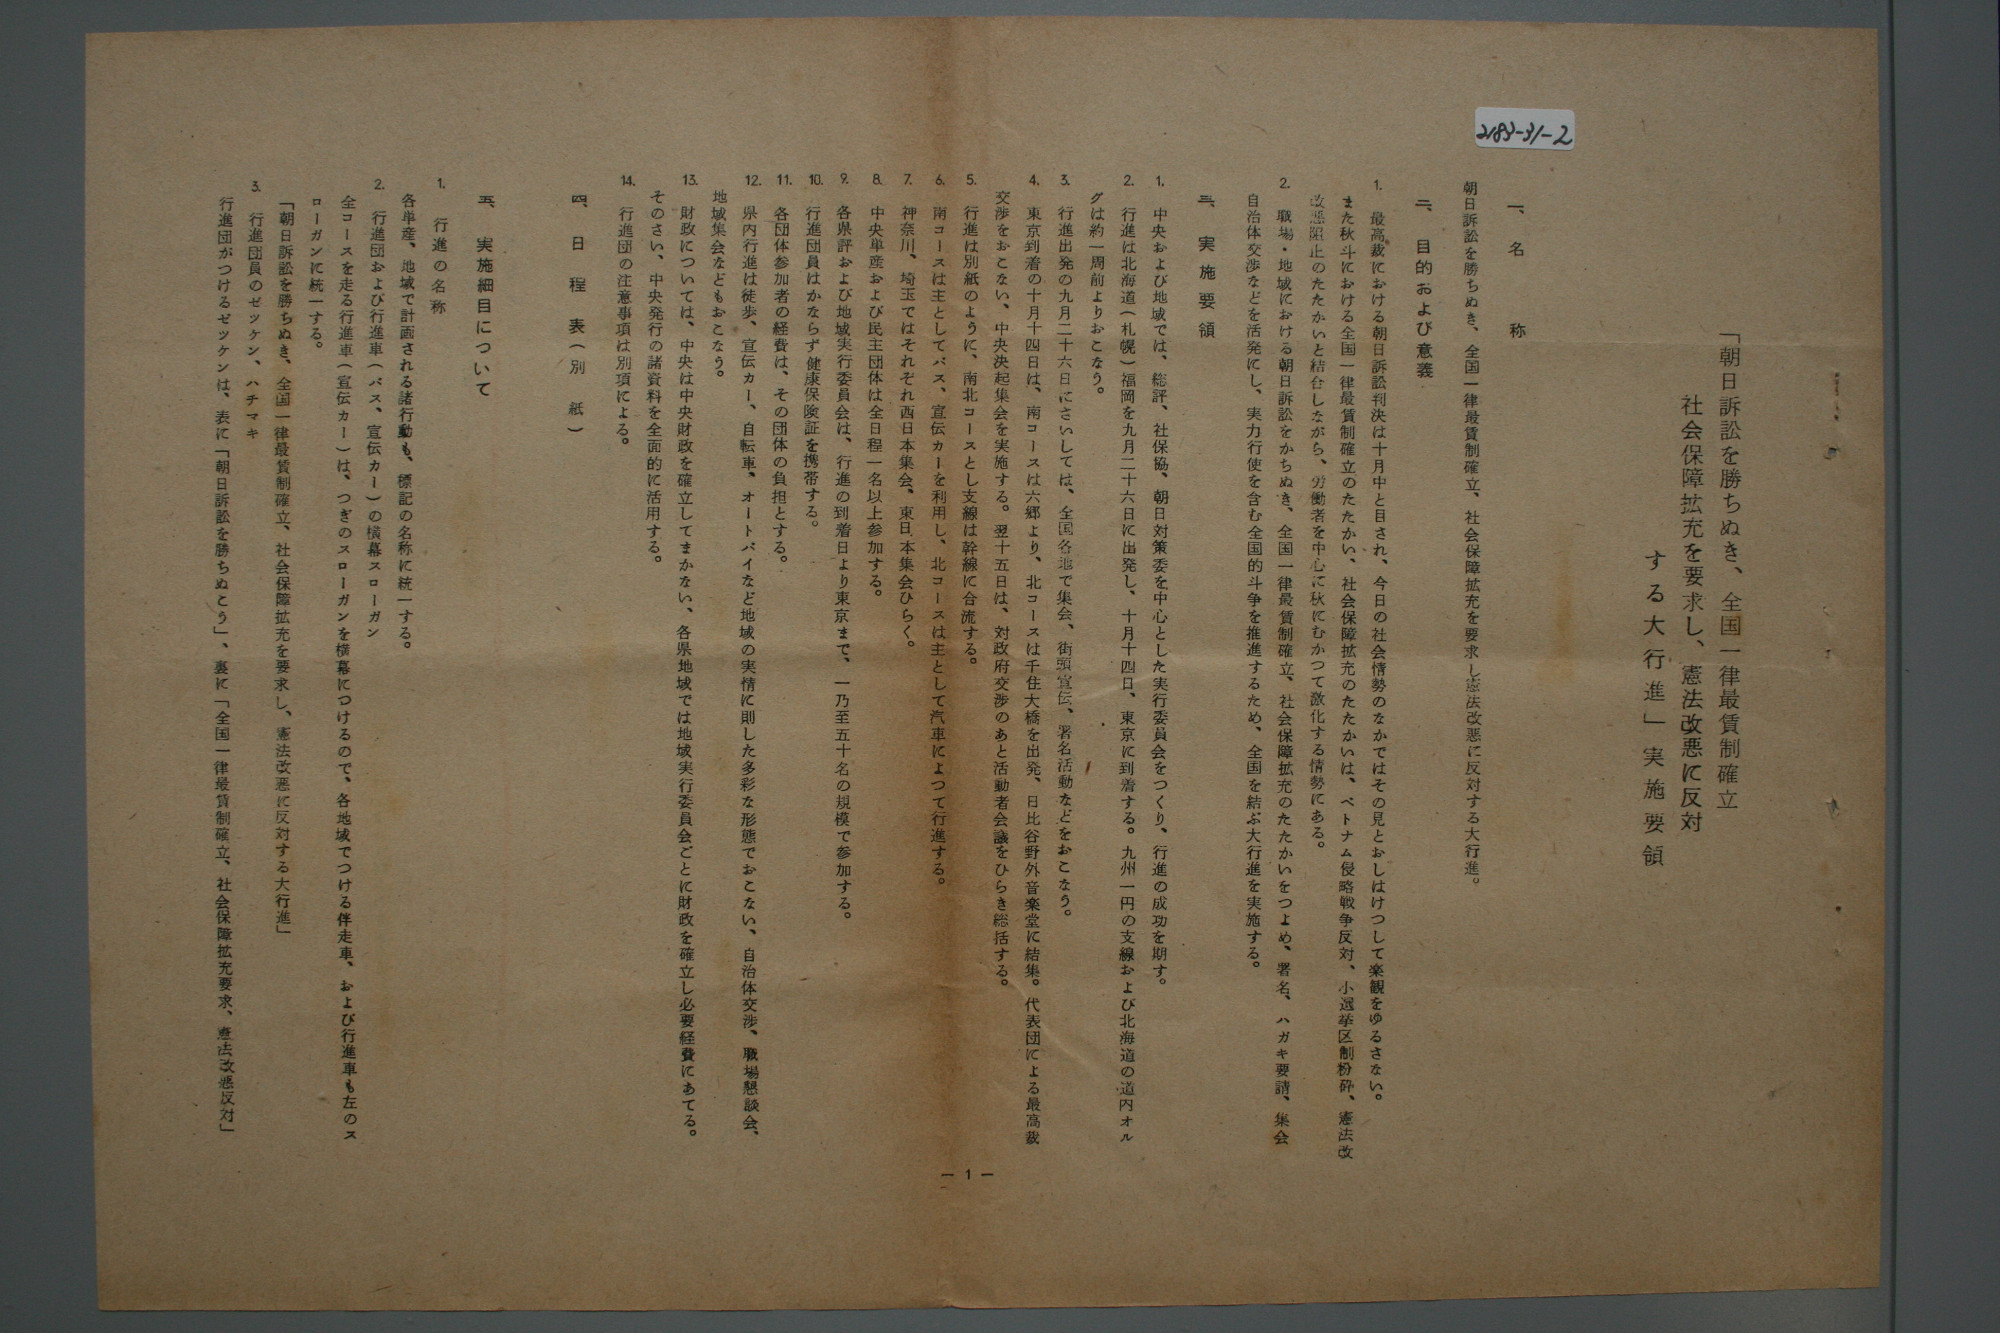 2183-31-2
「朝日訴訟を勝ちぬき、全国一律最賃制確立
社会保障拡充を要求し、憲法改悪に反対
する大行進」実施要領
一、名称
朝日訴訟を勝ちぬき、全国一律最賃制確立、社会保障拡充を要求し憲法改悪に反対する大行進。
二、目的および意義
1. 最高裁における朝日訴訟判決は十月中と目され、今日の社会情勢のなかではその見とおしはけつして楽観をゆるさない。
また秋斗における全国一律最賃制確立のたたかい、社会保障拡充のたたかいは、ベトナム侵略戦争反対、小選挙区制粉砕、憲法改
改悪阻止のたたかいと結合しながら、労働者を中心に秋にむかつて激化する情勢にある。
2. 職場・地域における朝日訴訟をかちぬき、全国一律最賃制確立、社会保障拡充のたたかいをつよめ、署名、ハガキ要請、集会
自治体交渉などを活発にし、実力行使を含む全国的斗争を推進するため、全国を結ぶ大行進を実施する。
三、実施要領
1. 中央および地域では、総評、社保協、朝日対策委を中心とした実行委員会をつくり、行進の成功を期す。
2. 行進は北海道（札幌）福岡を九月二十六日に出発し、十月十四日、東京に到着する。九州一円の支線および北海道の道内オル
グは約一周前よりおこなう。
3. 行進出発の九月二十六日にさいしては、全国各地で集会、街頭宣伝、署名活動などをおこなう。
4. 東京到着の十月十四日は、南コースは六郷より、北コースは千住大橋を出発、日比谷野外音楽堂に結集。代表団による最高裁
交渉をおこない、中央決起集会を実施する。翌十五日は、対政府交渉のあと活動者会議をひらき総括する。
5. 行進は別紙のように、南北コースとし支線は幹線に合流する。
6. 南コースは主としてバス、宣伝カーを利用し、北コースは主として汽車によつて行進する。
7. 神奈川、埼玉ではそれぞれ西日本集会、東日本集会ひらく。
8. 中央単産および民主団体は全日程一名以上参加する。
9. 各県評および地域実行委員会は、行進の到着日より東京まで、一乃至五十名の規模で参加する。
10. 行進団員はかならず健康保険証を携帯する。
11. 各団体参加者の経費は、その団体の負担とする。
12. 県内行進は徒歩、宣伝カー、自転車、オートバイなど地域の実情に則した多彩な形態でおこない、自治体交渉、職場懇談会、
地域集会などもおこなう。
13. 財政については、中央は中央財政を確立してまかない、各県地域では地域実行委員会ごとに財政を確立し必要経費にあてる。
そのさい、中央発行の諸資料を全面的に活用する。
14. 行進団の注意事項は別項による。
四、日程表（別紙）
五、実施細目について
1. 行進の名称
各単産、地域で計画される諸行動も、標記の名称に統一する。
2. 行進団および行進車（バス、宣伝カー）の横幕スローガン
全コースを走る行進車（宣伝カー）は、つぎのスローガンを横幕につけるので、各地域でつける伴走車、および行進車も左のス
ローガンに統一する。
「朝日訴訟を勝ちぬき、全国一律最賃制確立、社会保障拡充を要求し、憲法改悪に反対する大行進」
3. 行進団員のゼッケン、ハチマキ
行進団がつけるゼッケンは、表に「朝日訴訟を勝ちぬこう」、裏に「全国一律最賃制確立、社会保障拡充要求、憲法改悪反対」
— 1 —